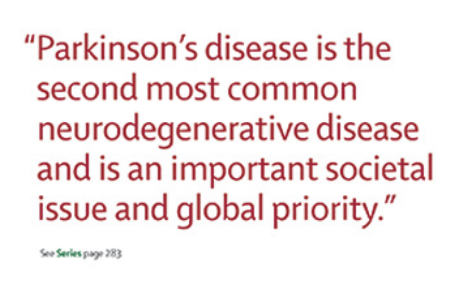 “Parkinson’s disease is the
second most common
neurodegenerative disease
and is an important societal
issue and global priority.”
See Series page 283